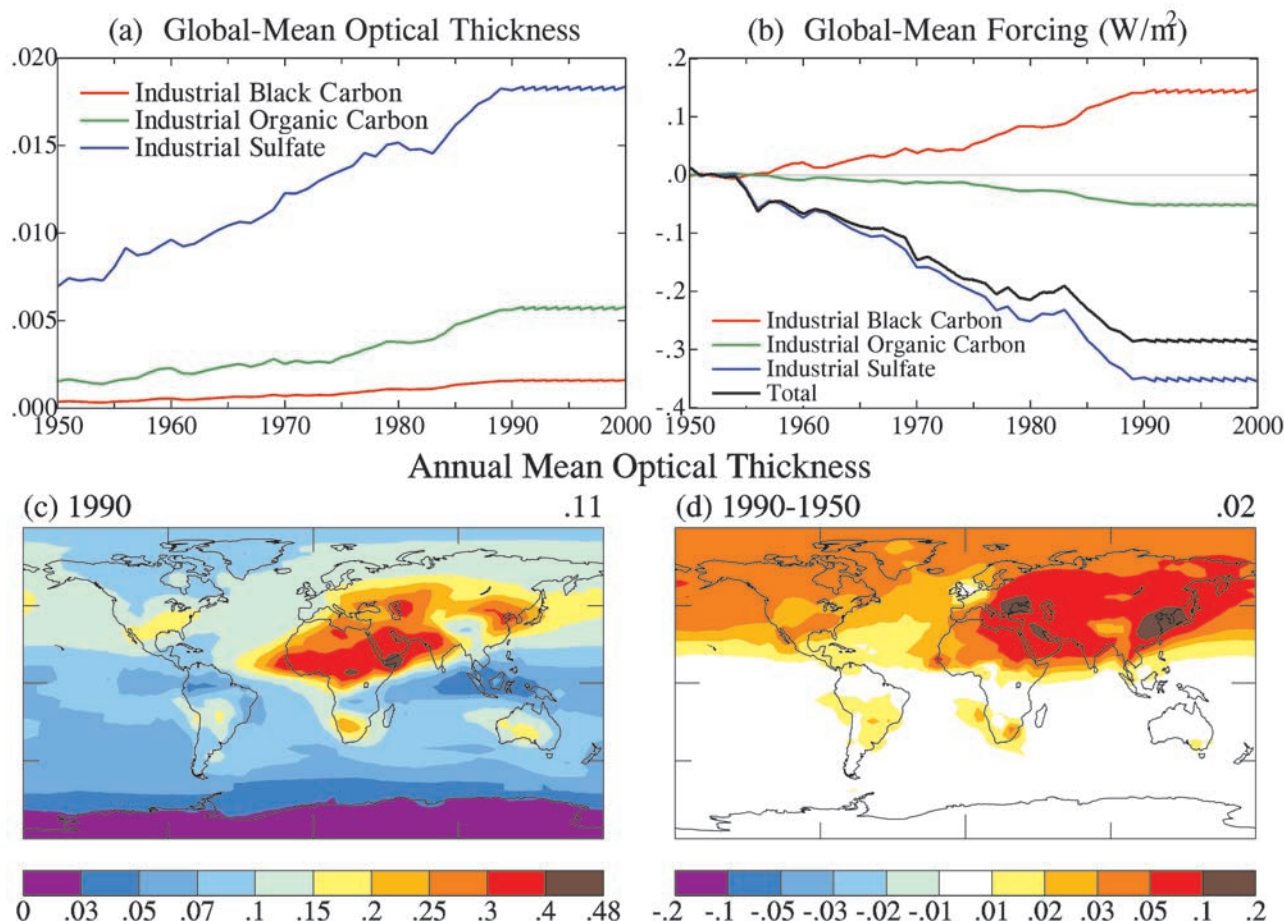 (a) Global-Mean Optical Thickness
.020
.015
.010
.005
.000
Industrial Black Carbon
Industrial Organic Carbon
Industrial Sulfate
1950 1960 1970 1980 1990 2000
(b) Global-Mean Forcing (W/m²)
.2
.1
.0
-.1
-.2
-.3
-.4
Industrial Black Carbon
Industrial Organic Carbon
Industrial Sulfate
Total
1950 1960 1970 1980 1990 2000
Annual Mean Optical Thickness
(c) 1990 .11
0 .03 .05 .07 .1 .15 .2 .25 .3 .4 .48
(d) 1990-1950 .02
-.2 -.1 -.05 -.03 -.02 -.01 .01 .02 .03 .05 .1 .2